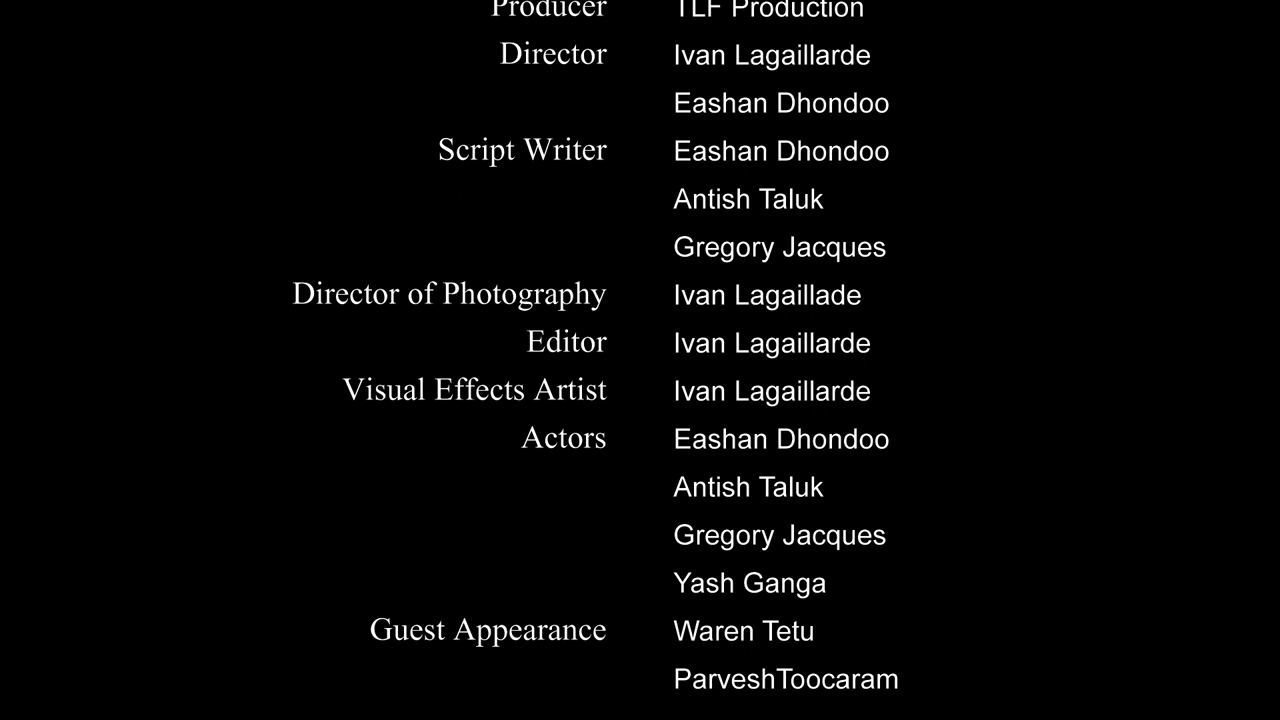 Producer TLF Production
Director Ivan Lagaillarde
Eashan Dhondoo
Script Writer Eashan Dhondoo
Antish Taluk
Gregory Jacques
Director of Photography Ivan Lagaillade
Editor Ivan Lagaillarde
Visual Effects Artist Ivan Lagaillarde
Actors Eashan Dhondoo
Antish Taluk
Gregory Jacques
Yash Ganga
Guest Appearance Waren Tetu
ParveshToocaram